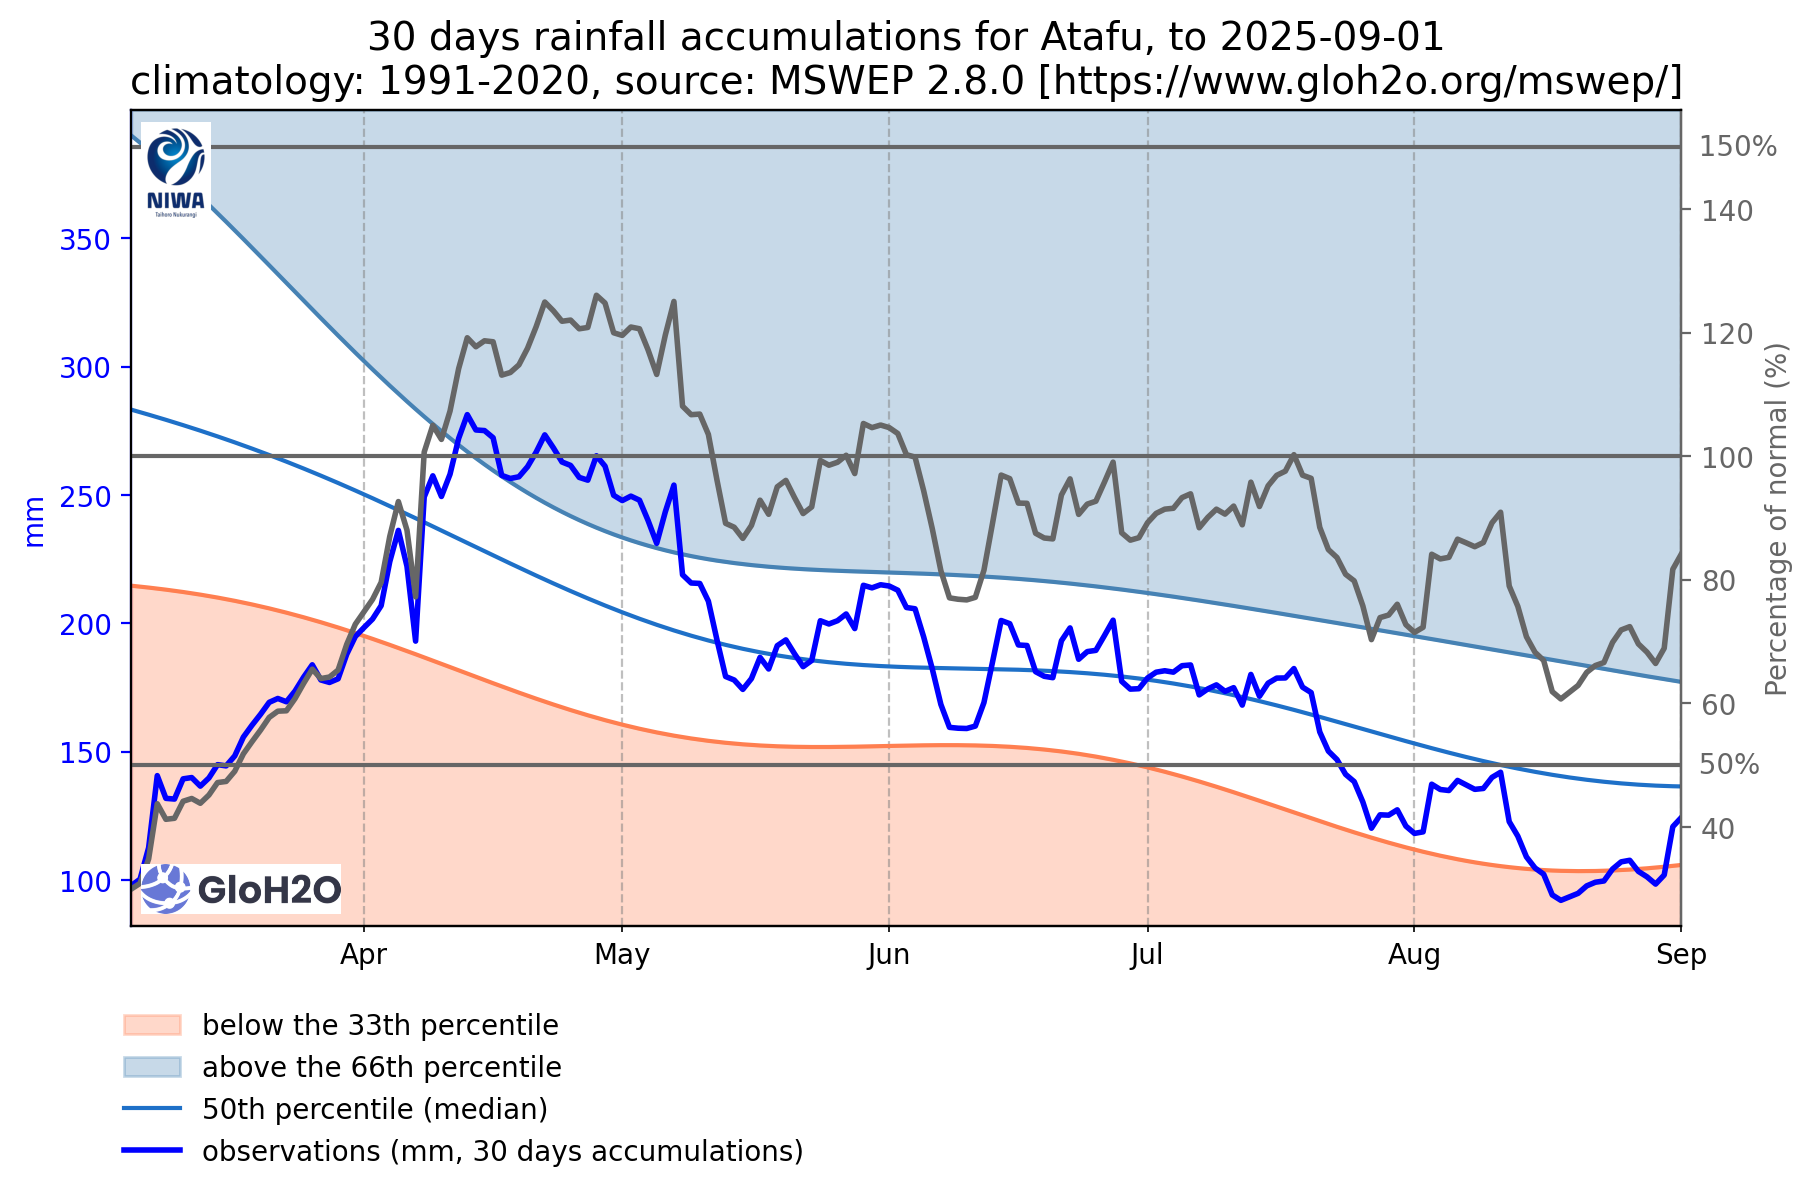 30 days rainfall accumulations for Atafu, to 2025-09-01
climatology: 1991-2020, source: MSWEP 2.8.0 [https://www.gloh2o.org/mswep/]
NIWA
Taihoro Nukurangi
GloH2O
mm
350
300
250
200
150
100
150%
140
120
100
80
60
50%
40
Percentage of normal (%)
Apr
May
Jun
Jul
Aug
Sep
below the 33th percentile
above the 66th percentile
50th percentile (median)
observations (mm, 30 days accumulations)